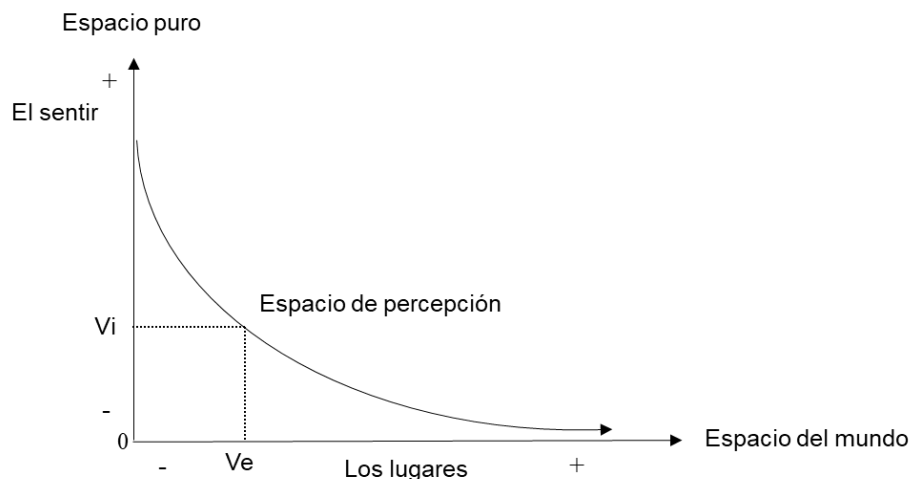 Espacio puro
+
El sentir
Espacio de percepción
Vi
-
0
Espacio del mundo
-
Ve
Los lugares
+